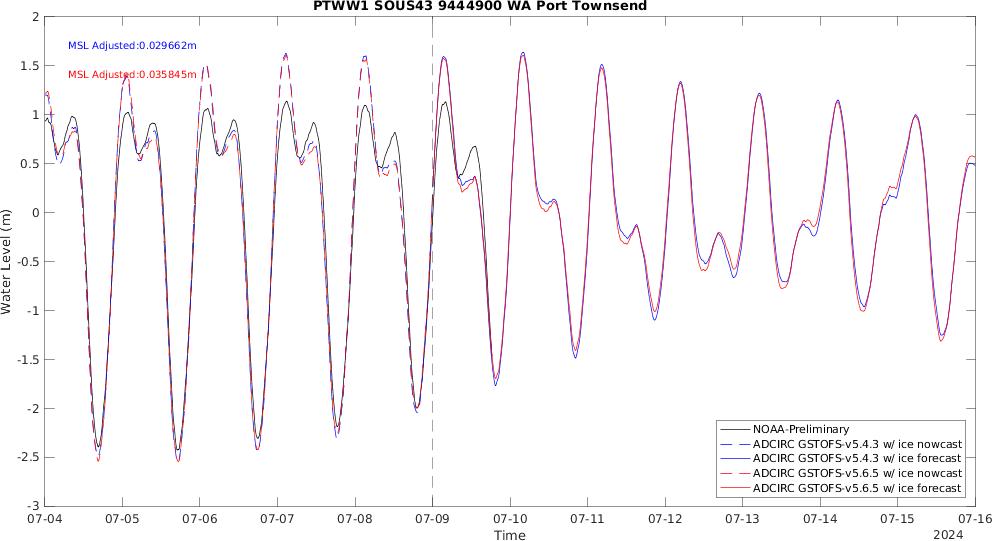 PTWW1 SOUS43 9444900 WA Port Townsend
MSL Adjusted:0.029662m
MSL Adjusted:0.035845m
Water Level (m)
2
1.5
1
0.5
0
-0.5
-1
-1.5
-2
-2.5
-3
NOAA-Preliminary
ADCIRC GSTOFS-v5.4.3 w/ ice nowcast
ADCIRC GSTOFS-v5.4.3 w/ ice forecast
ADCIRC GSTOFS-v5.6.5 w/ ice nowcast
ADCIRC GSTOFS-v5.6.5 w/ ice forecast
07-04 07-05 07-06 07-07 07-08 07-09 07-10 07-11 07-12 07-13 07-14 07-15 07-16
Time
2024